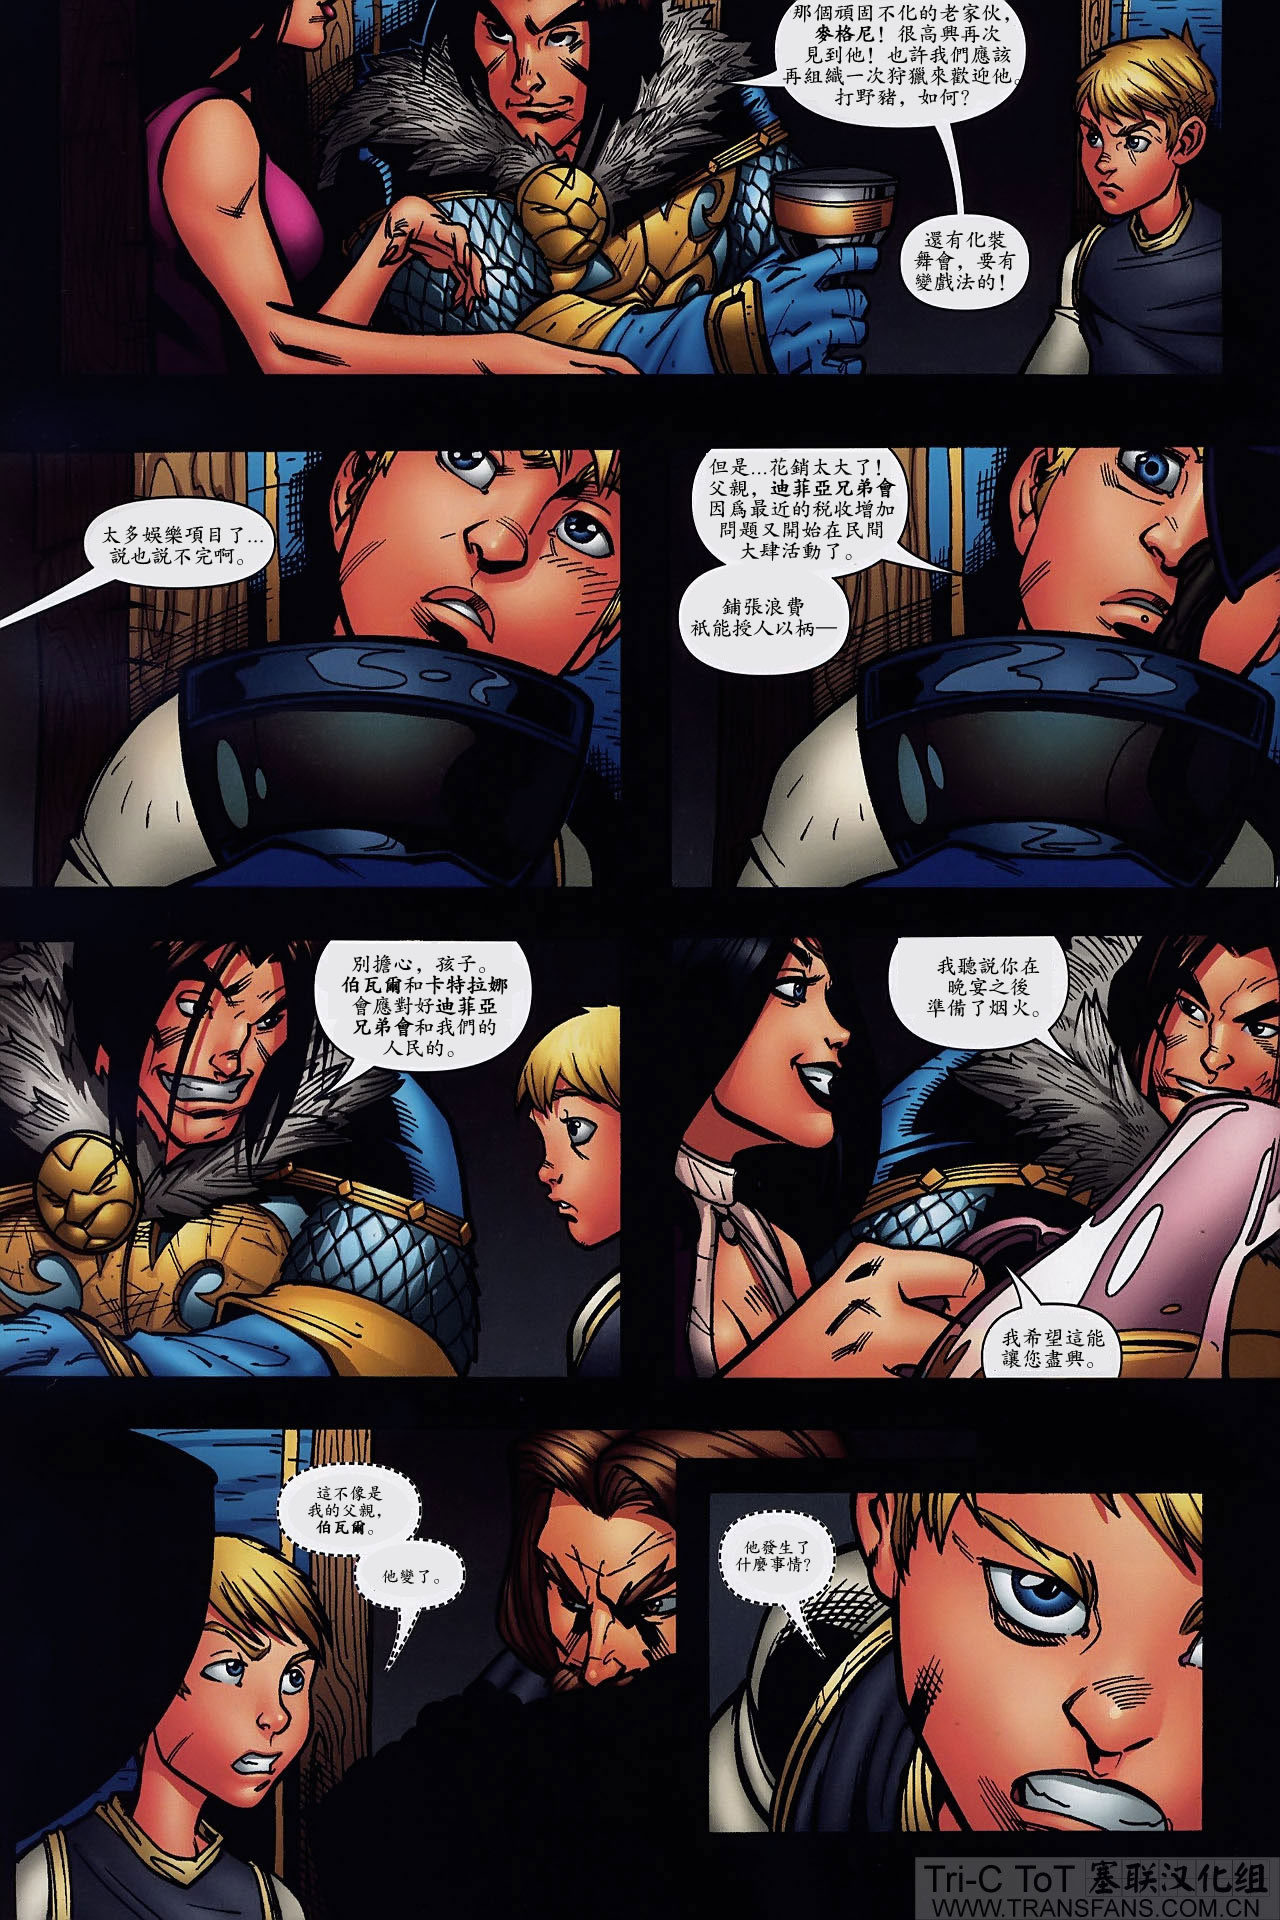 那個頑固不化的老家伙，
麥格尼！很高興再次
見到他！也許我們應該
再組織一次狩獵來歡迎他。
打野豬，如何？
還有化裝
舞會，要有
變戲法的！
太多娛樂項目了…
說也說不完啊。
但是…花銷太大了！
父親，迪菲亞兄弟會
因爲最近的税收增加
問題又開始在民間
大肆活動了。
鋪張浪費
衹能授人以柄—
別擔心，孩子。
伯瓦爾和卡特拉娜
會應對好迪菲亞
兄弟會和我們的
人民的。
我聽說你在
晚宴之後
準備了烟火。
我希望這能
讓您盡興。
這不像是
我的父親，
伯瓦爾。
他變了。
他發生了
什麼事情？
Tri-C ToT 塞联汉化组
WWW.TRANSFANS.COM.CN